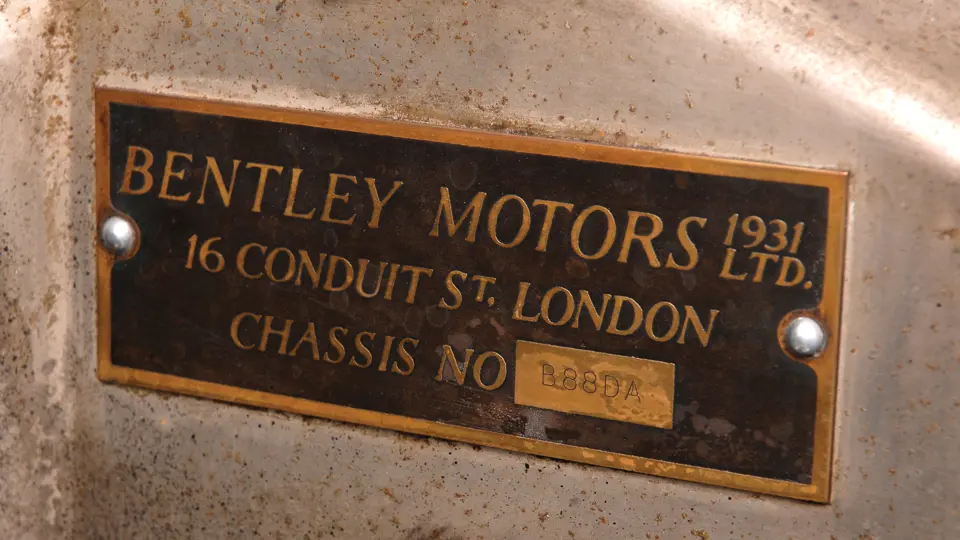 BENTLEY MOTORS 1931 LTD.
16 CONDUIT ST. LONDON
CHASSIS NO B88DA